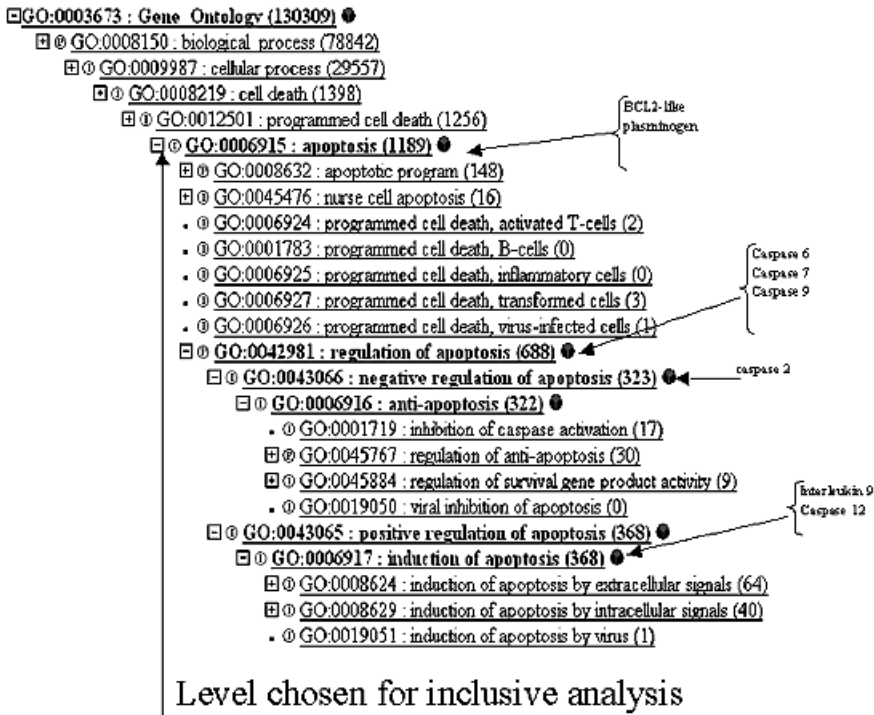 GO:0003673 : Gene_Ontology (130309)
GO:0008150 : biological_process (78842)
GO:0009987 : cellular process (29557)
GO:0008219 : cell death (1398)
GO:0012501 : programmed cell death (1256)
BCL2-like
plasminogen
GO:0006915 : apoptosis (1189)
GO:0008632 : apoptotic program (148)
GO:0045476 : nurse cell apoptosis (16)
GO:0006924 : programmed cell death, activated T-cells (2)
GO:0001783 : programmed cell death, B-cells (0)
GO:0006925 : programmed cell death, inflammatory cells (0)
GO:0006927 : programmed cell death, transformed cells (3)
GO:0006926 : programmed cell death, virus-infected cells (1)
Caspase 6
Caspase 7
Caspase 9
GO:0042981 : regulation of apoptosis (688)
GO:0043066 : negative regulation of apoptosis (323)
caspase 2
GO:0006916 : anti-apoptosis (322)
GO:0001719 : inhibition of caspase activation (17)
GO:0045767 : regulation of anti-apoptosis (30)
GO:0045884 : regulation of survival gene product activity (9)
GO:0019050 : viral inhibition of apoptosis (0)
Interleukin 9
Caspase 12
GO:0043065 : positive regulation of apoptosis (368)
GO:0006917 : induction of apoptosis (368)
GO:0008624 : induction of apoptosis by extracellular signals (64)
GO:0008629 : induction of apoptosis by intracellular signals (40)
GO:0019051 : induction of apoptosis by virus (1)
Level chosen for inclusive analysis